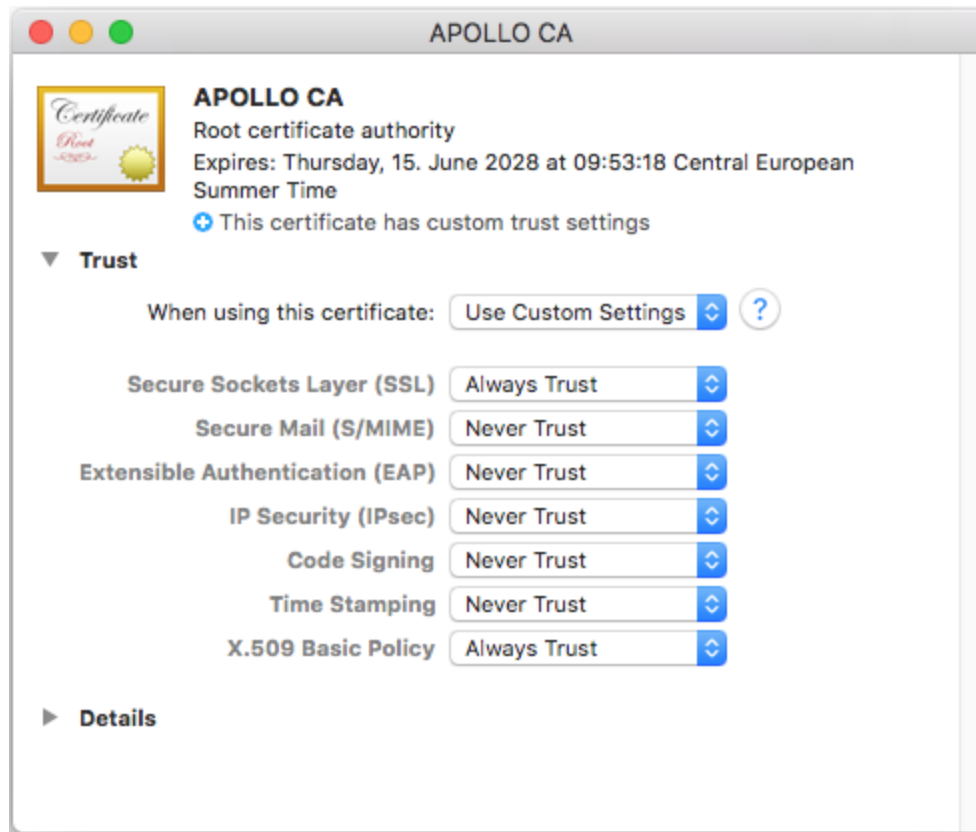 APOLLO CA
Certificate
Root
APOLLO CA
Root certificate authority
Expires: Thursday, 15. June 2028 at 09:53:18 Central European
Summer Time
This certificate has custom trust settings
Trust
When using this certificate: Use Custom Settings ?
Secure Sockets Layer (SSL) Always Trust
Secure Mail (S/MIME) Never Trust
Extensible Authentication (EAP) Never Trust
IP Security (IPsec) Never Trust
Code Signing Never Trust
Time Stamping Never Trust
X.509 Basic Policy Always Trust
Details